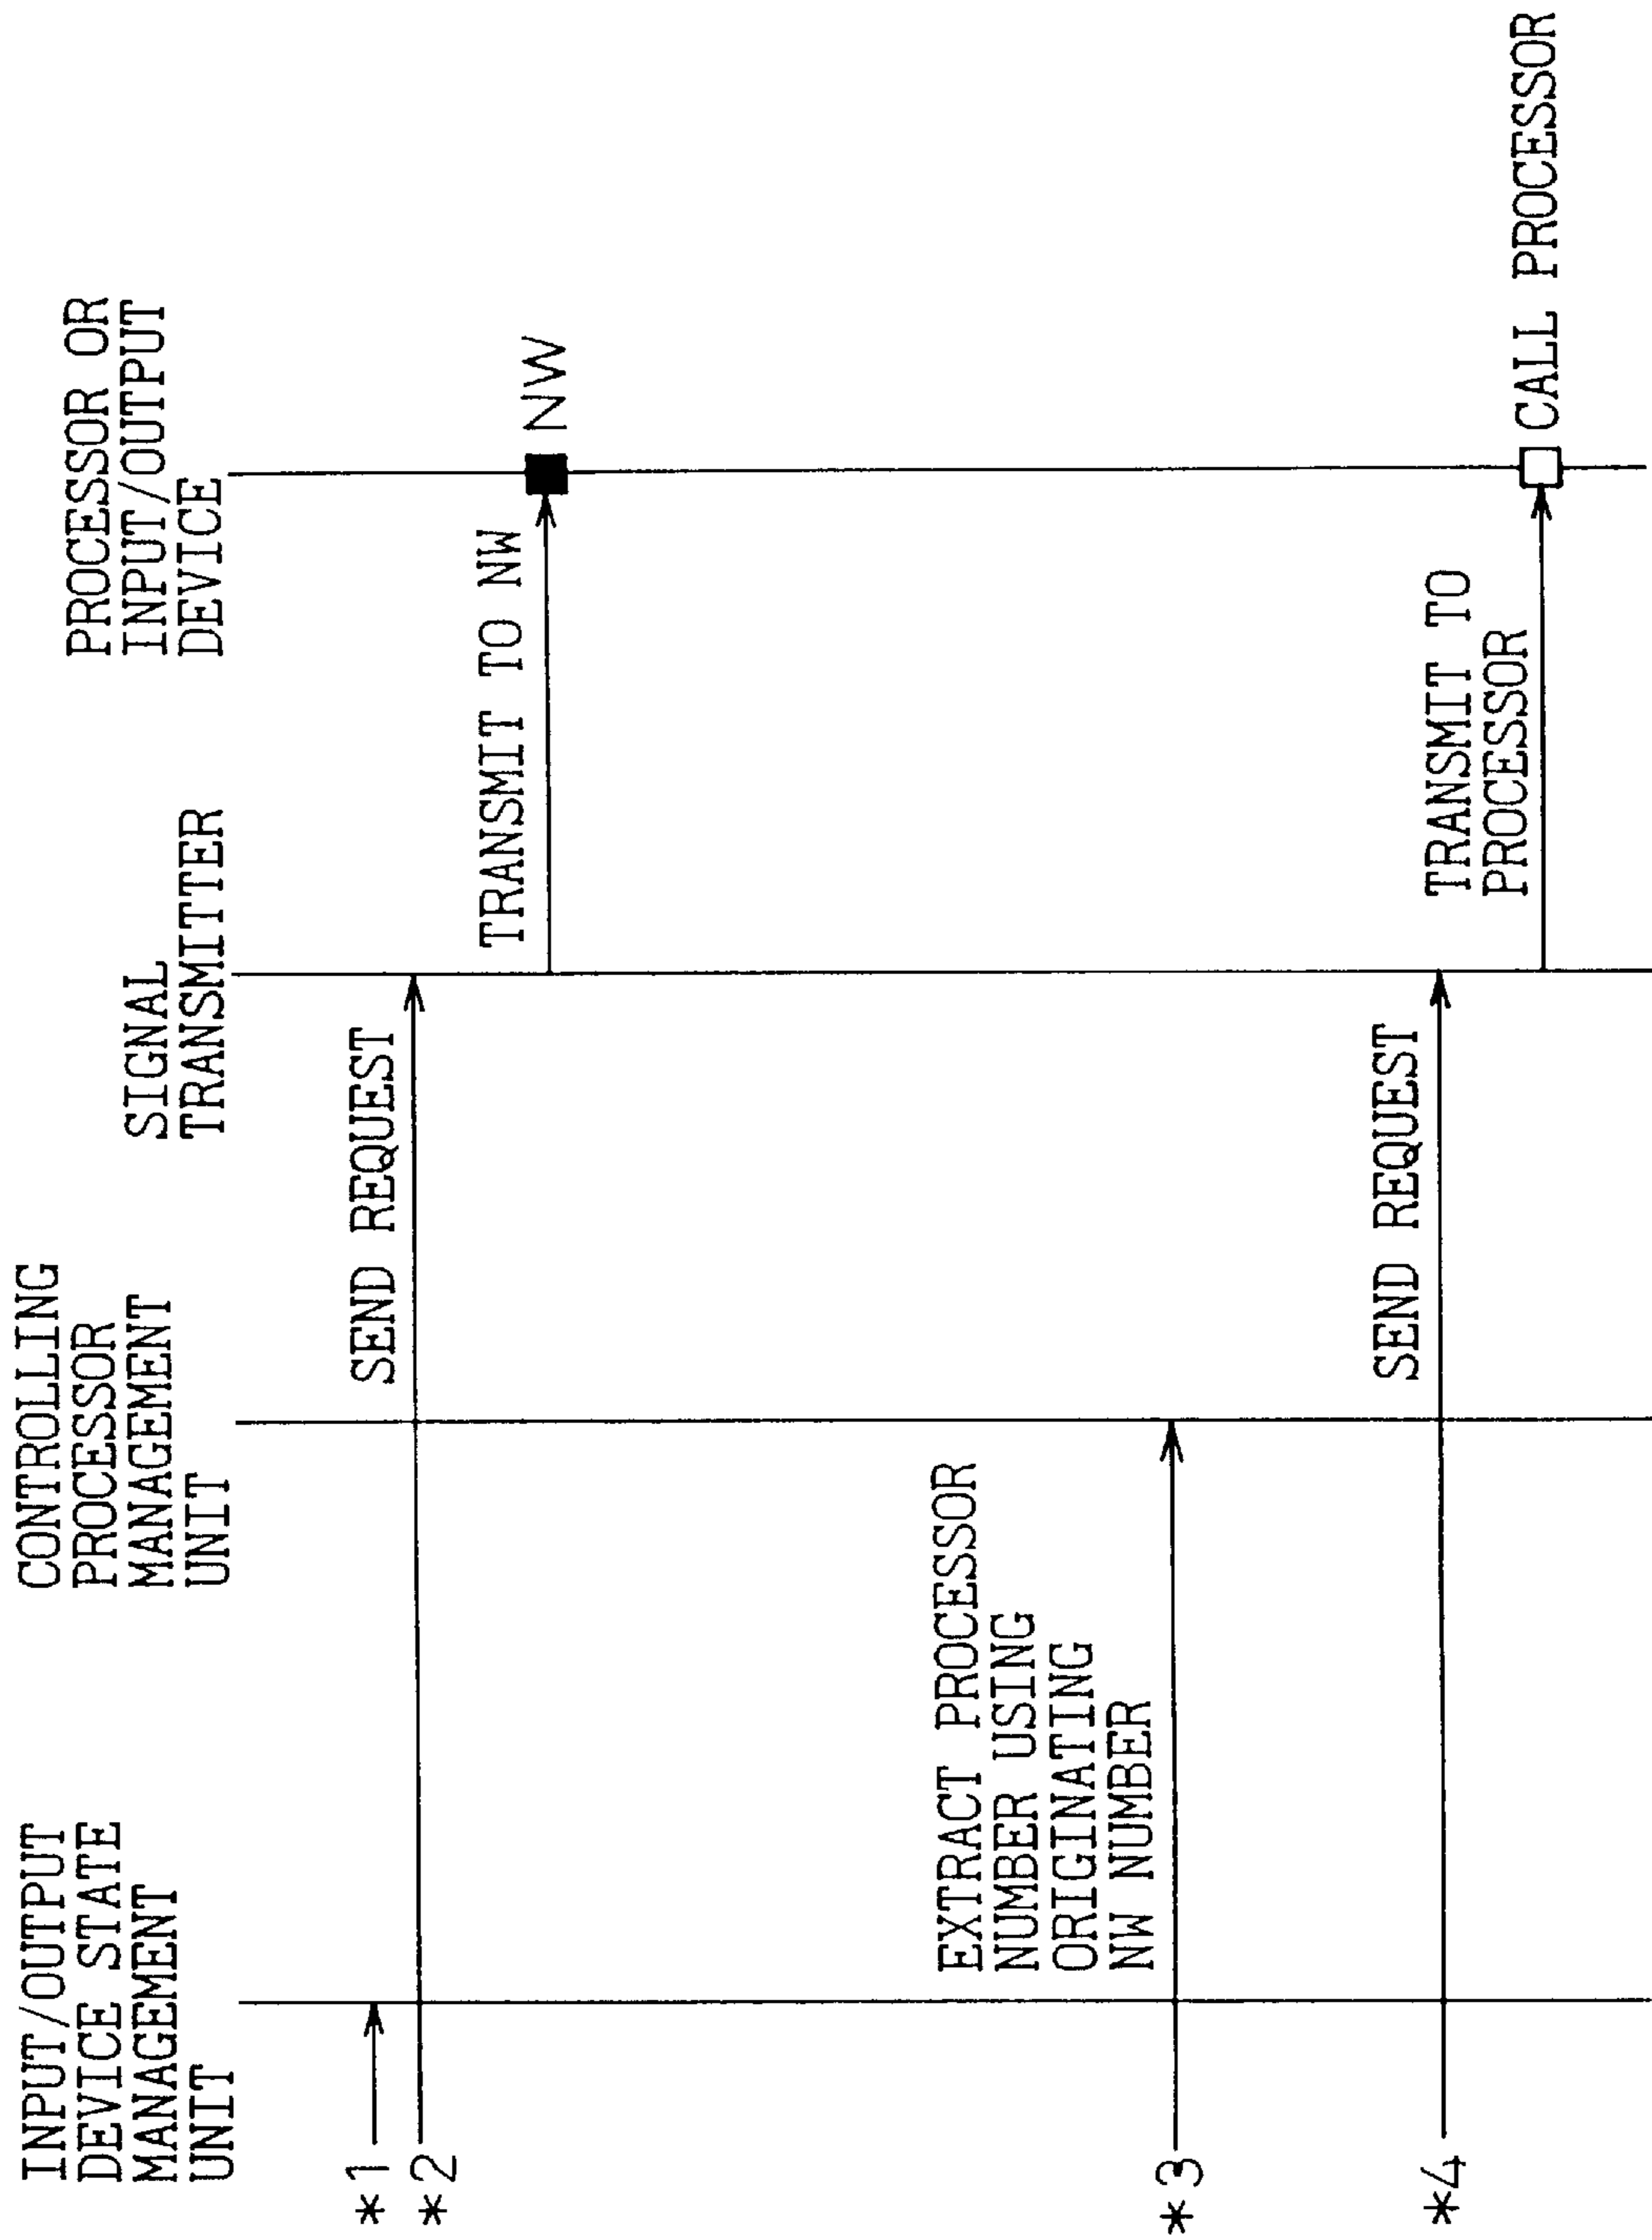 INPUT/OUTPUT
DEVICE STATE
MANAGEMENT
UNIT
CONTROLLING
PROCESSOR
MANAGEMENT
UNIT
SIGNAL
TRANSMITTER
PROCESSOR OR
INPUT/OUTPUT
DEVICE
*1
*2
SEND REQUEST
TRANSMIT TO NW
NW
EXTRACT PROCESSOR
NUMBER USING
ORIGINATING
NW NUMBER
*3
SEND REQUEST
*4
TRANSMIT TO
PROCESSOR
CALL PROCESSOR